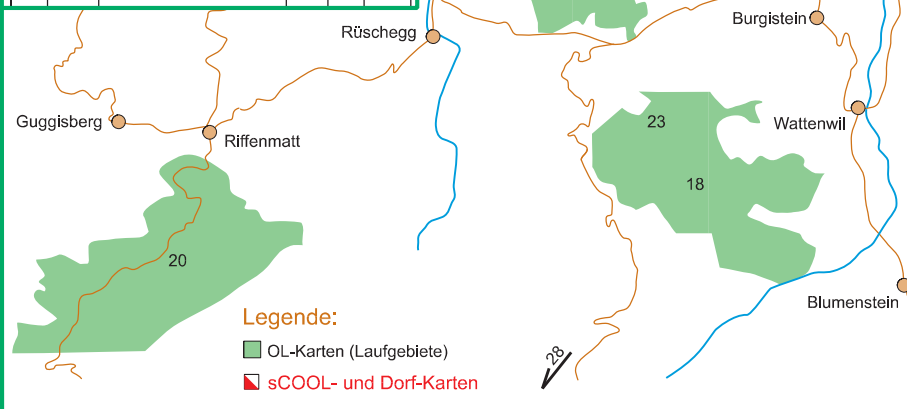 Burgistein
Rüschegg
Guggisberg
Riffenmatt
23
Wattenwil
18
20
Blumenstein
Legende:
OL-Karten (Laufgebiete)
28
sCOOL- und Dorf-Karten